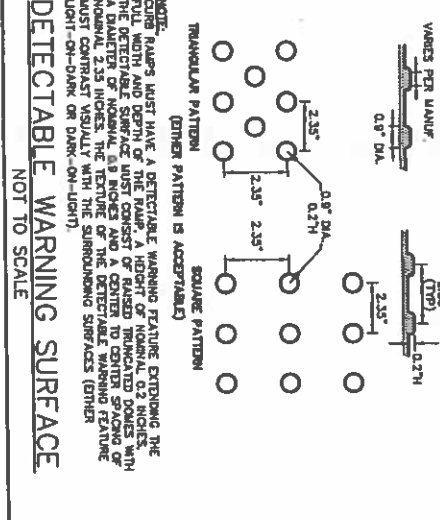 VARIES PER MANUF.
0.9" DIA.
(TYP)
0.2"H
2.35"
2.35"
0.9" DIA.
0.2"H
2.35"
2.35"
TRIANGULAR PATTERN
SQUARE PATTERN
(EITHER PATTERN IS ACCEPTABLE)
NOTE:
CURB RAMPS MUST HAVE A DETECTABLE WARNING FEATURE EXTENDING THE
FULL WIDTH AND DEPTH OF THE RAMP. A HEIGHT OF NOMINAL 0.2 INCHES,
THE DETECTABLE SURFACE MUST CONSIST OF RAISED TRUNCATED DOMES WITH
A DIAMETER OF NOMINAL INCHES AND A CENTER TO CENTER SPACING OF
NOMINAL 2.35 INCHES. THE TEXTURE OF THE DETECTABLE WARNING FEATURE
MUST CONTRAST VISUALLY WITH THE SURROUNDING SURFACES (EITHER
LIGHT-ON-DARK OR DARK-ON-LIGHT).
DETECTABLE WARNING SURFACE
NOT TO SCALE